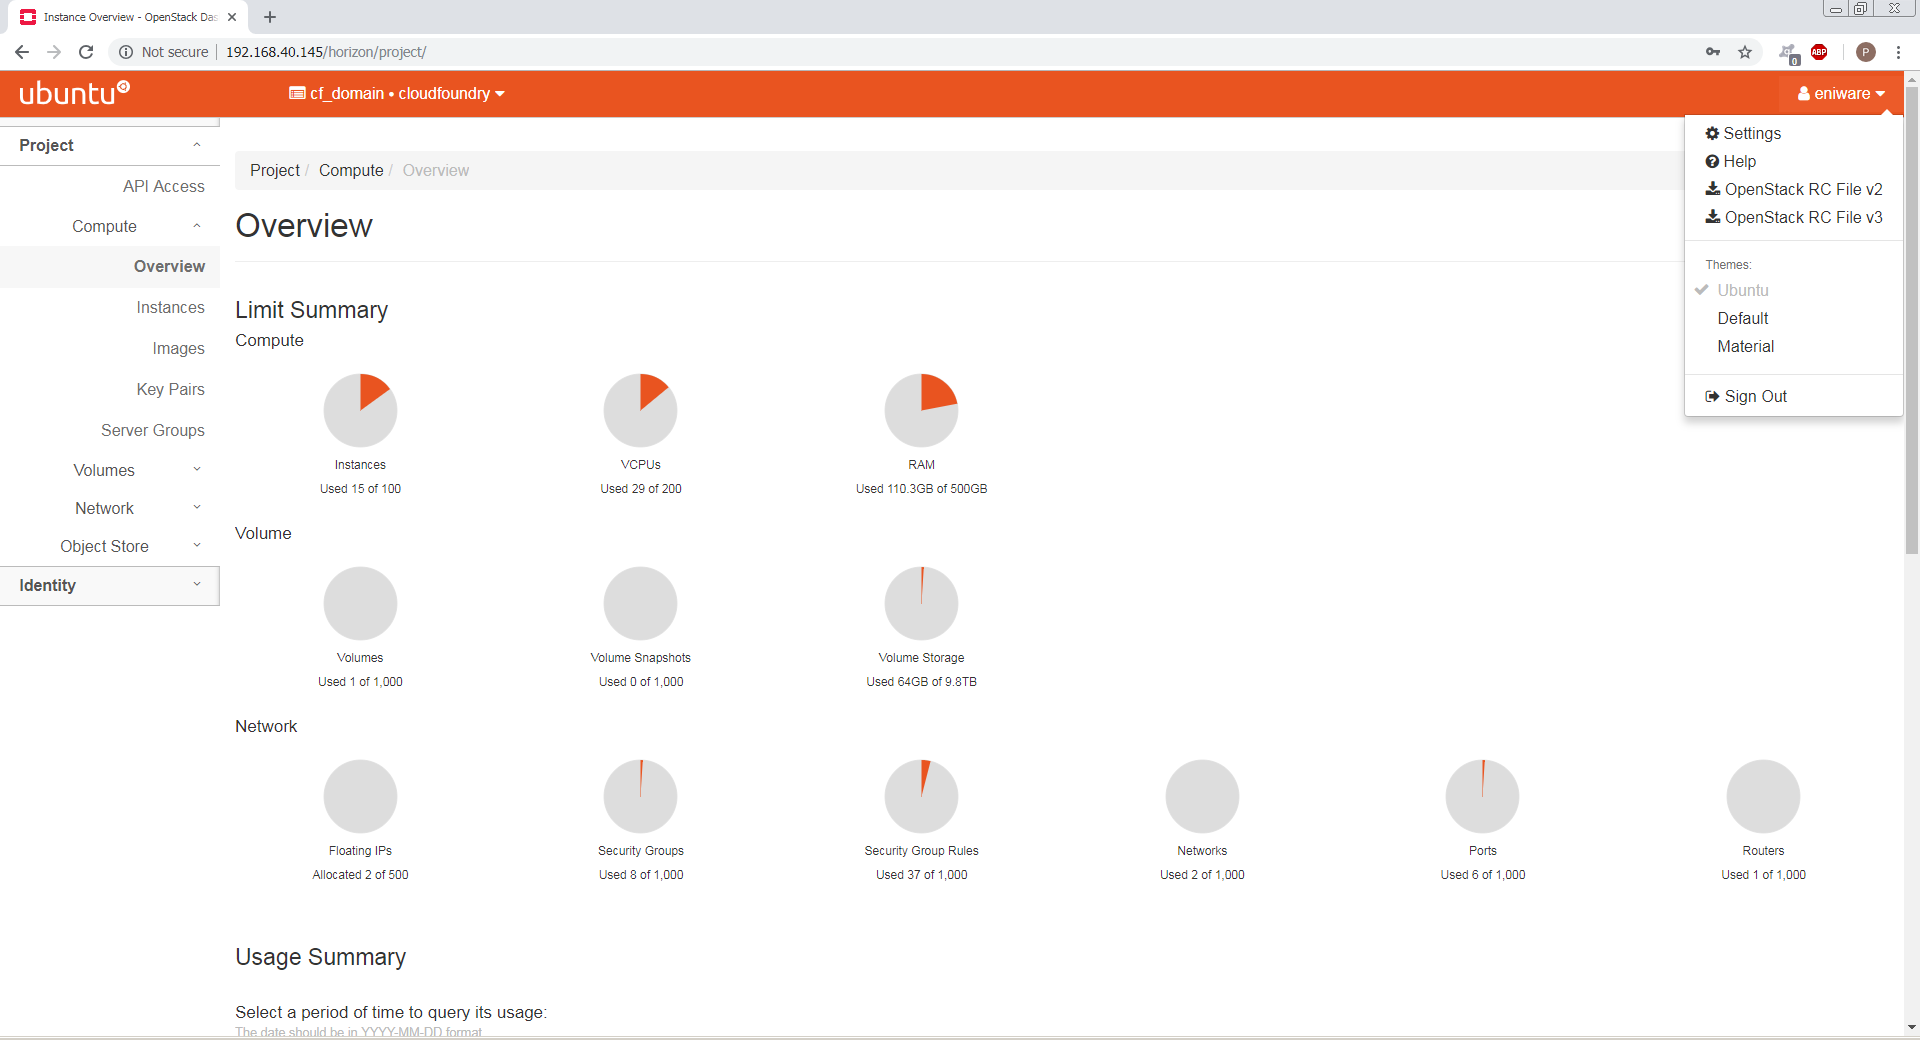 Instance Overview - OpenStack Das
Not secure 192.168.40.145/horizon/project/
0
ABP
P
ubuntu
cf_domain • cloudfoundry
eniware
Project
API Access
Compute
Overview
Instances
Images
Key Pairs
Server Groups
Volumes
Network
Object Store
Identity
Project / Compute / Overview
Overview
Limit Summary
Compute
Instances
VCPUs
RAM
Used 15 of 100
Used 29 of 200
Used 110.3GB of 500GB
Volume
Volumes
Volume Snapshots
Volume Storage
Used 1 of 1,000
Used 0 of 1,000
Used 64GB of 9.8TB
Network
Floating IPs
Security Groups
Security Group Rules
Networks
Ports
Routers
Allocated 2 of 500
Used 8 of 1,000
Used 37 of 1,000
Used 2 of 1,000
Used 6 of 1,000
Used 1 of 1,000
Usage Summary
Select a period of time to query its usage:
The date should be in YYYY-MM-DD format
Settings
Help
OpenStack RC File v2
OpenStack RC File v3
Themes:
Ubuntu
Default
Material
Sign Out